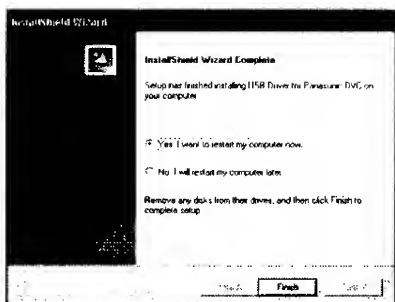 InstallShield Wizard
InstallShield Wizard Complete
Setup has finished installing USB Driver for Panasonic DVC on
your computer.
Yes, I want to restart my computer now.
No, I will restart my computer later.
Remove any disks from their drives, and then click Finish to
complete setup.
Finish